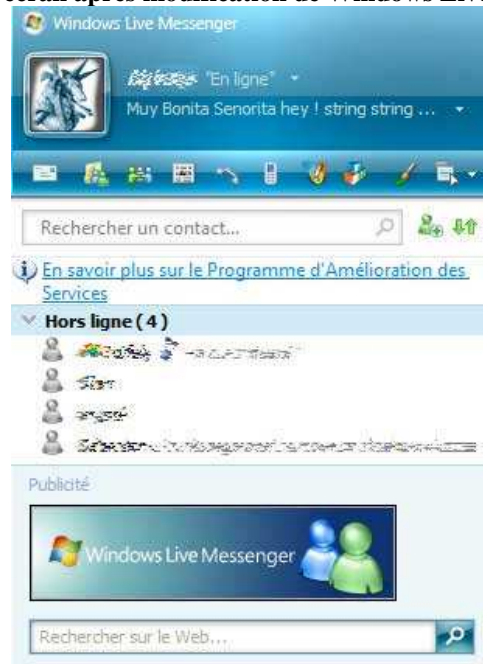 écran après modification de Windows Live
Windows Live Messenger
"En ligne"
Muy Bonita Senorita hey ! string string ...
Rechercher un contact...
En savoir plus sur le Programme d'Amélioration des
Services
Hors ligne ( 4 )
Publicité
Windows Live Messenger
Rechercher sur le Web...